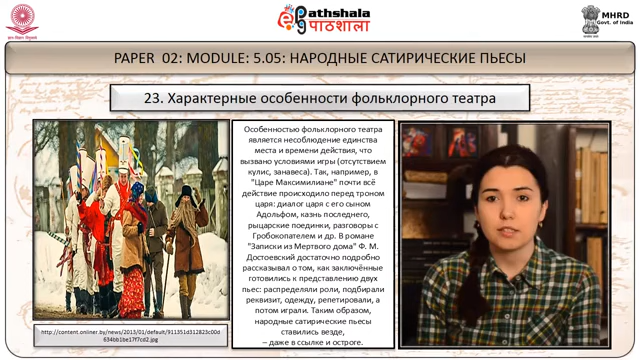 ePathshala
पाठशाला
MHRD
Govt. of India
PAPER 02: MODULE: 5.05: НАРОДНЫЕ САТИРИЧЕСКИЕ ПЬЕСЫ
23. Характерные особенности фольклорного театра
Особенностью фольклорного театра
является несоблюдение единства
места и времени действия, что
вызвано условиями игры (отсутствием
кулис, занавеса). Так, например, в
"Царе Максимилиане" почти всё
действие происходило перед троном
царя: диалог царя с его сыном
Адольфом, казнь последнего,
рыцарские поединки, разговоры с
Гробокопателем и др. В романе
"Записки из Мертвого дома" Ф. М.
Достоевский достаточно подробно
рассказывал о том, как заключённые
готовились к представлению двух
пьес: распределяли роли, подбирали
реквизит, одежду, репетировали, а
потом играли. Таким образом,
народные сатирические пьесы
ставились везде,
– даже в ссылке и остроге.
http://content.onliner.by/news/2013/01/default/911351d312823c00d
634bb1be17f7cd2.jpg